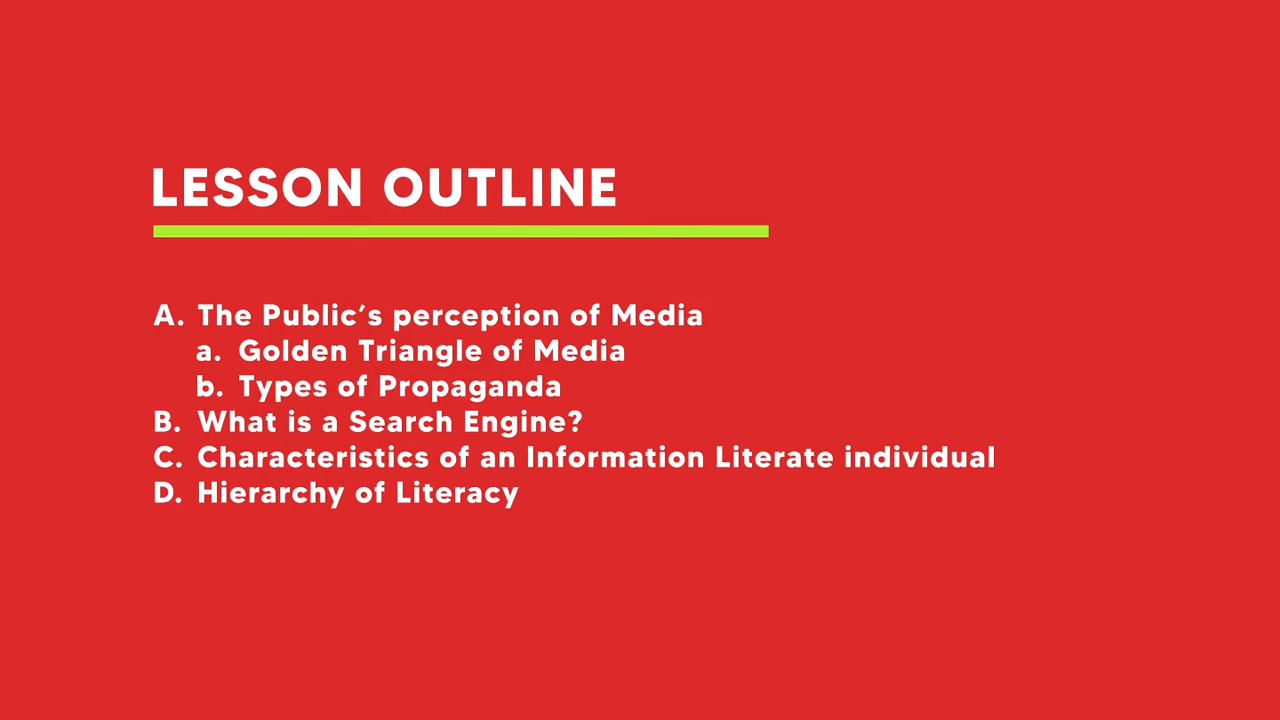 LESSON OUTLINE
A. The Public's perception of Media
a. Golden Triangle of Media
b. Types of Propaganda
B. What is a Search Engine?
C. Characteristics of an Information Literate individual
D. Hierarchy of Literacy